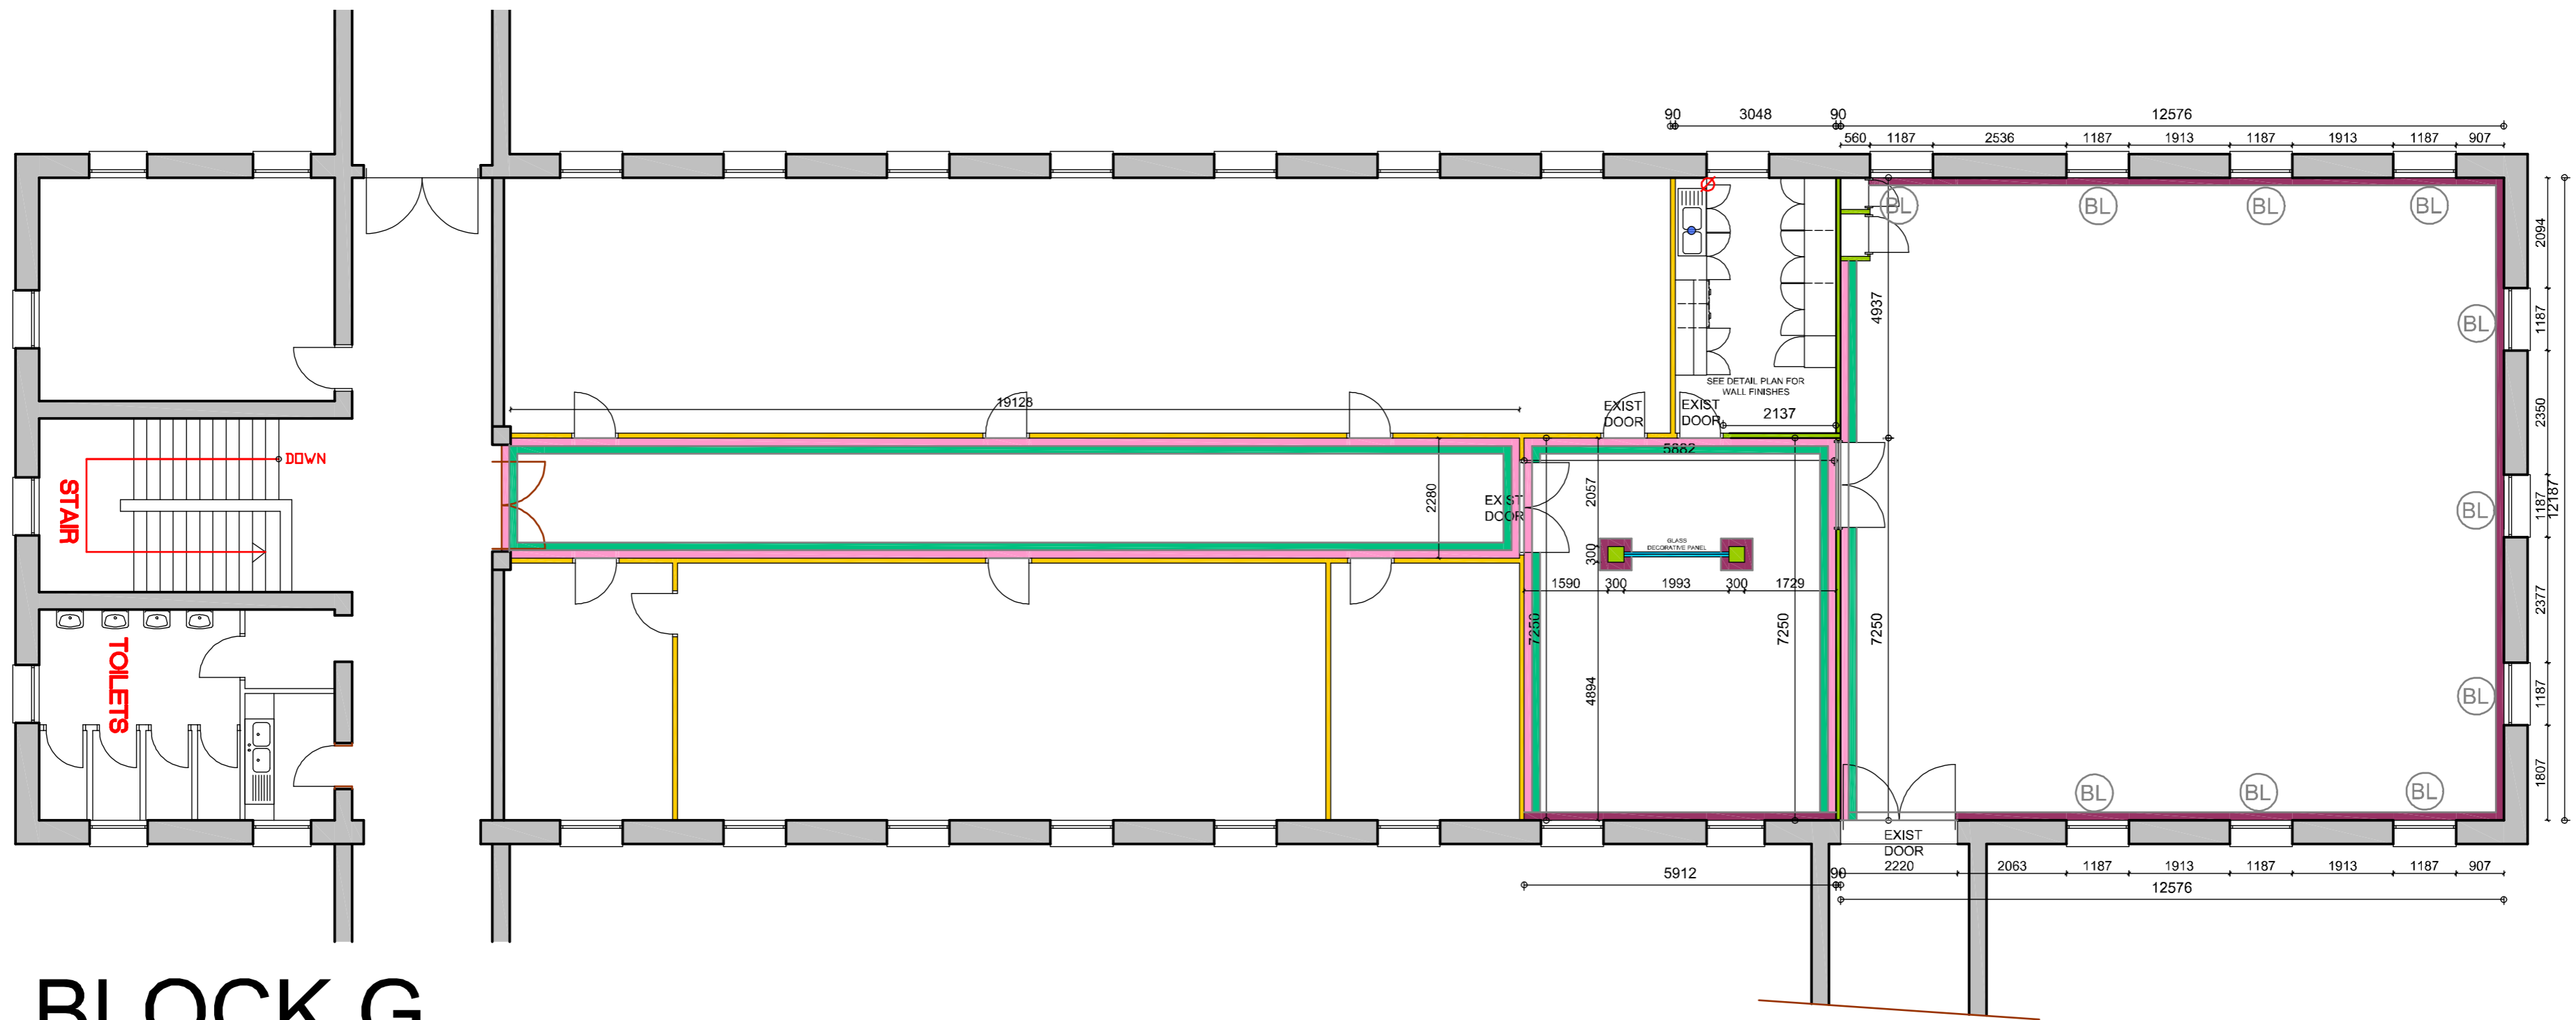 90 3048 90 12576
560 1187 2536 1187 1913 1187 1913 1187 907
BL BL BL BL
2094
1187
2350
1187
12187
2377
1187
1807
BL
BL
BL
4937
SEE DETAIL PLAN FOR
WALL FINISHES
EXIST
DOOR
EXIST
DOOR
2137
19128
5882
DOWN
STAIR
2280
EXIST
DOOR
2057
300
GLASS
DECORATIVE PANEL
1590 300 1993 300 1729
7250
7250
7250
4894
TOILETS
BL BL BL
EXIST
DOOR
2220 2063 1187 1913 1187 1913 1187 907
5912 90 12576
BLOCK G